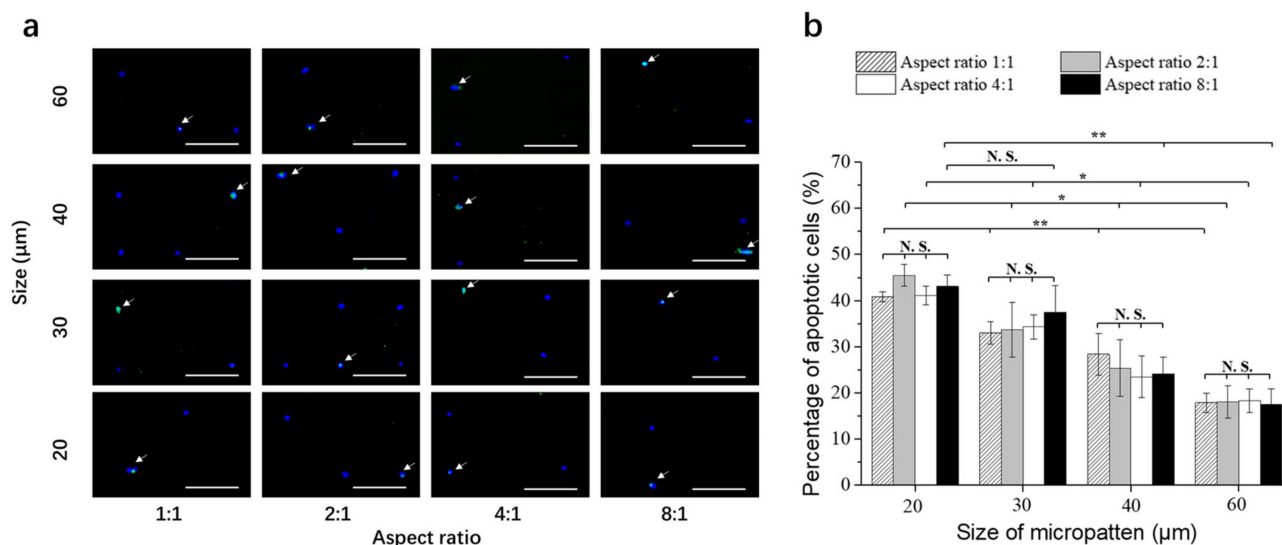 a
Size (μm)
60
40
30
20
1:1
2:1
4:1
8:1
Aspect ratio
b
Aspect ratio 1:1
Aspect ratio 2:1
Aspect ratio 4:1
Aspect ratio 8:1
Percentage of apoptotic cells (%)
70
60
50
40
30
20
10
0
**
N. S.
*
*
**
N. S.
N. S.
N. S.
N. S.
20
30
40
60
Size of micropatten (μm)